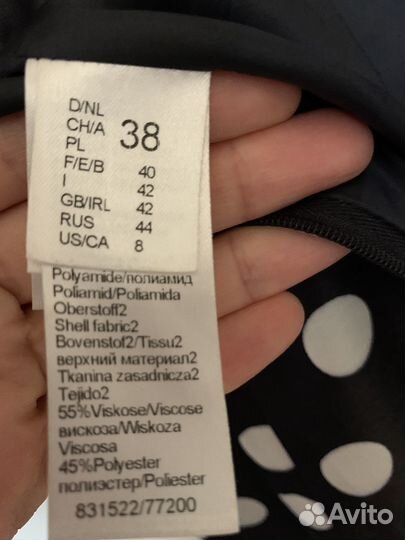 D/NL
CH/A 38
PL
F/E/B 40
I 42
GB/IRL 42
RUS 44
US/CA 8
Polyamide/полиамид
Poliamid/Poliamida
Oberstoff2
Shell fabric2
Bovenstof2/Tissu2
верхний материал2
Tkanina zasadnicza2
Tejido2
55%Viskose/Viscose
вискоза/Wiskoza
Viscosa
45%Polyester
полиэстер/Poliester
831522/77200
Avito